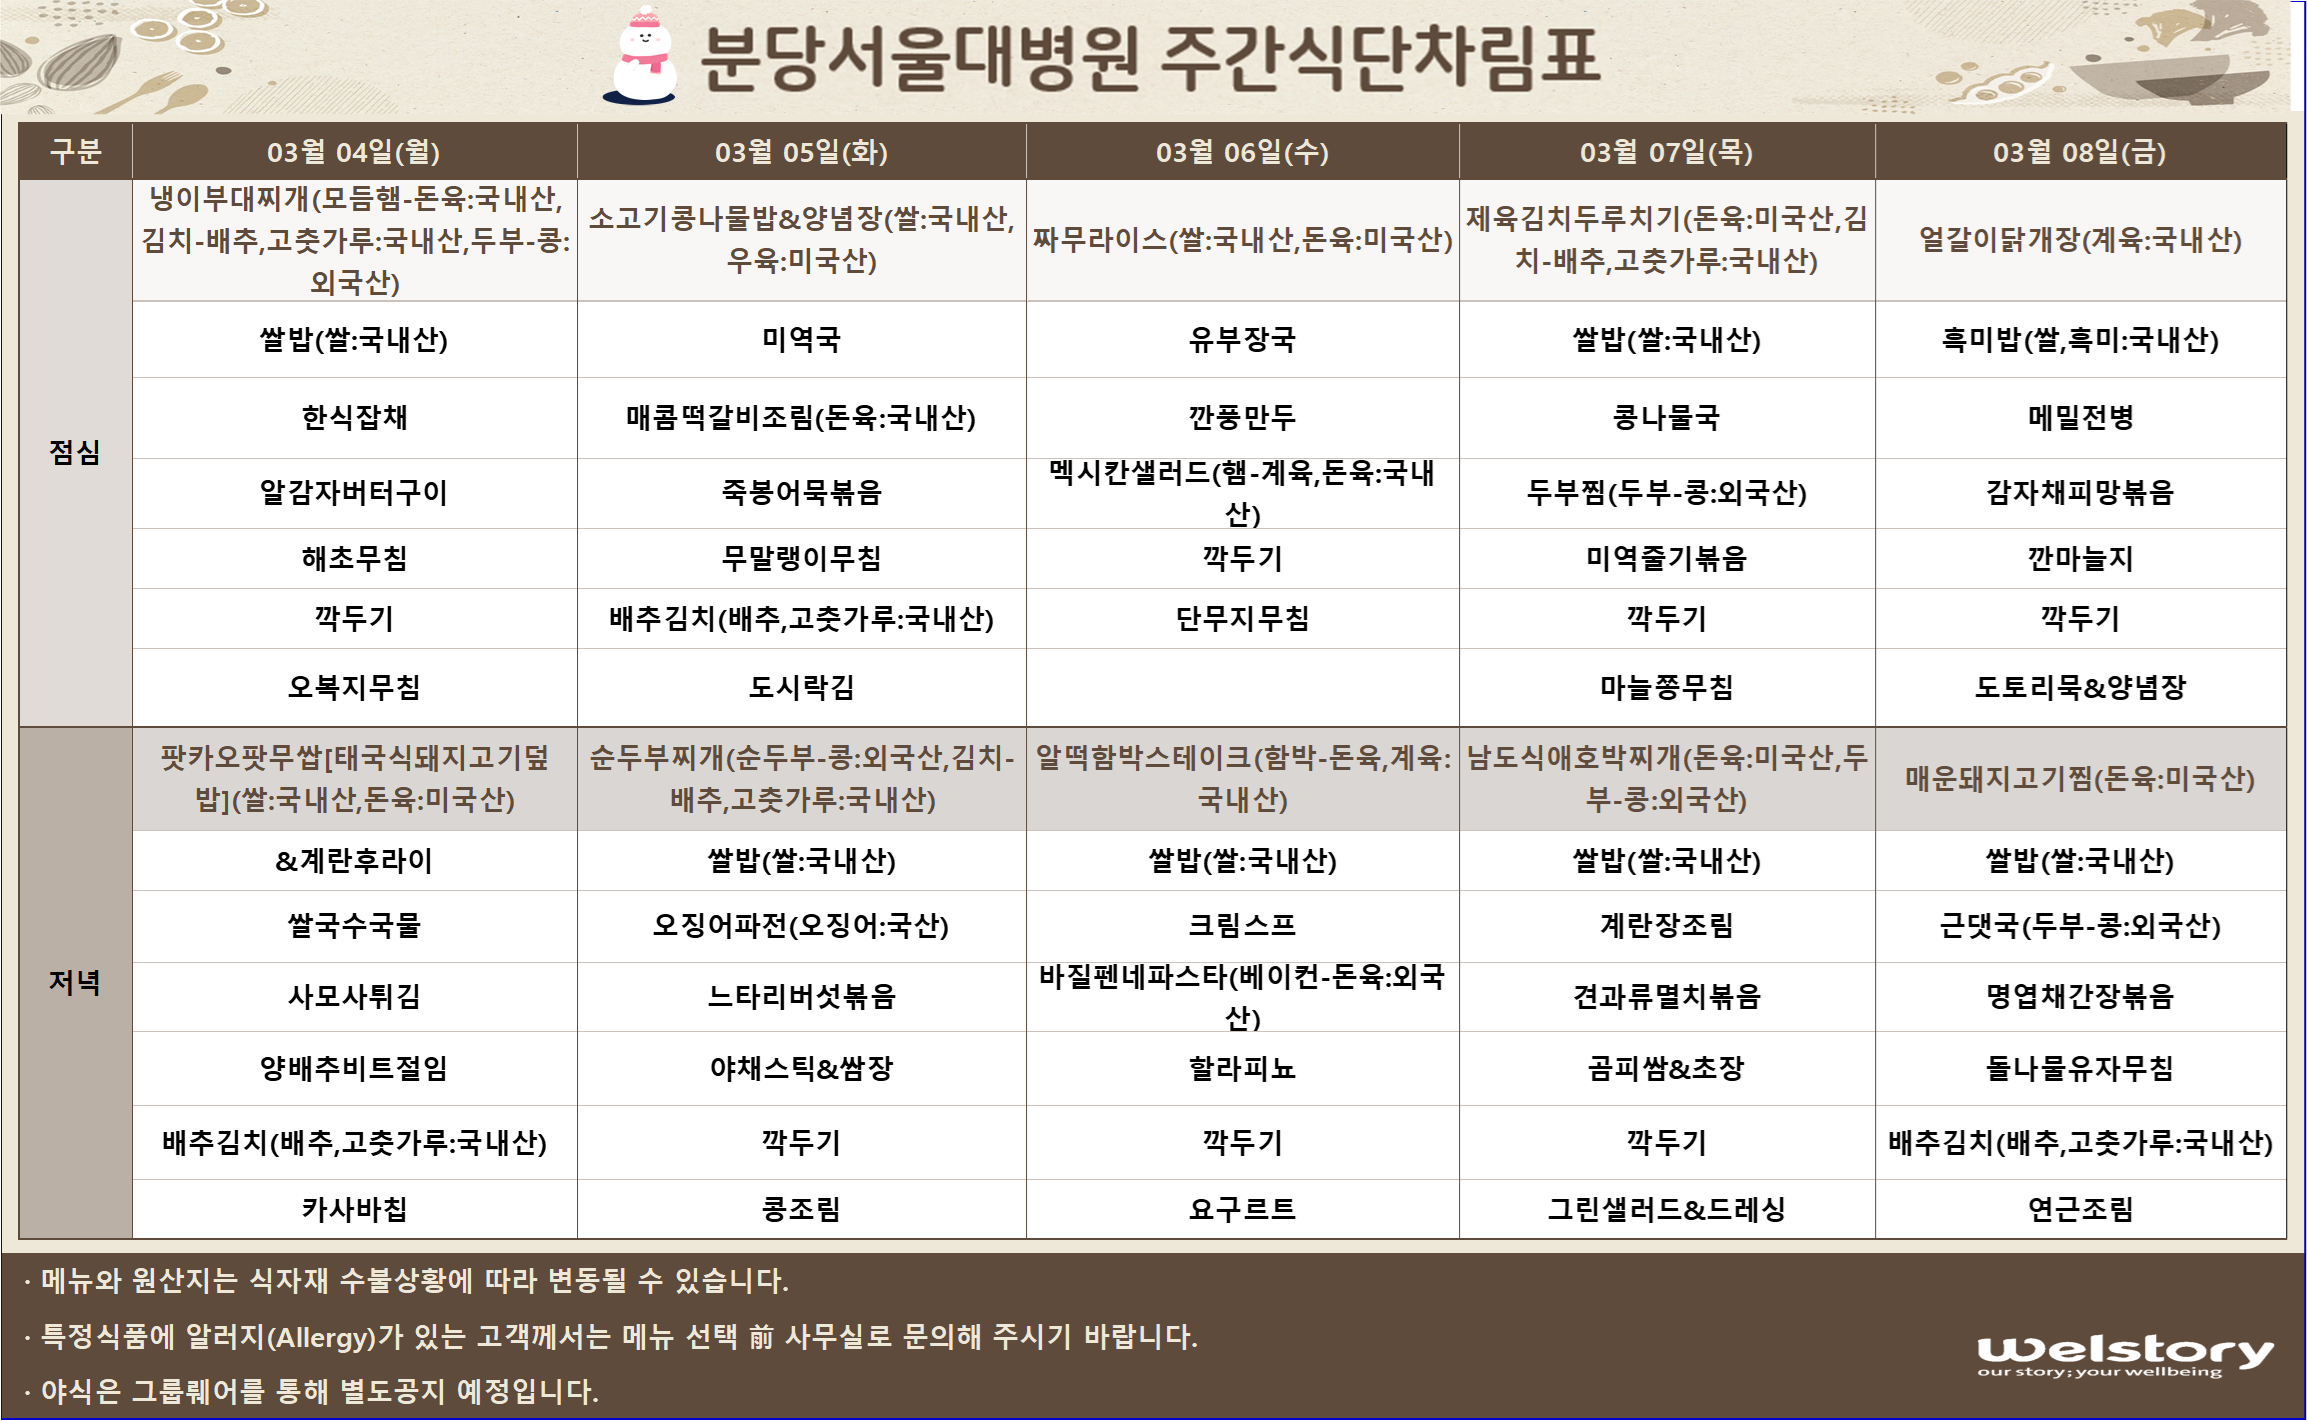 분당서울대병원 주간식단차림표
구분 03월 04일(월) 03월 05일(화) 03월 06일(수) 03월 07일(목) 03월 08일(금)
점심
냉이부대찌개(모듬햄-돈육:국내산,
김치-배추,고춧가루:국내산,두부-콩:
외국산)
소고기콩나물밥&양념장(쌀:국내산,
우육:미국산)
짜무라이스(쌀:국내산,돈육:미국산)
제육김치두루치기(돈육:미국산,김
치-배추,고춧가루:국내산)
얼갈이닭개장(계육:국내산)
쌀밥(쌀:국내산) 미역국 유부장국 쌀밥(쌀:국내산) 흑미밥(쌀,흑미:국내산)
한식잡채 매콤떡갈비조림(돈육:국내산) 깐풍만두 콩나물국 메밀전병
알감자버터구이 죽봉어묵볶음
멕시칸샐러드(햄-계육,돈육:국내
산)
두부찜(두부-콩:외국산) 감자채피망볶음
해초무침 무말랭이무침 깍두기 미역줄기볶음 깐마늘지
깍두기 배추김치(배추,고춧가루:국내산) 단무지무침 깍두기 깍두기
오복지무침 도시락김 마늘쫑무침 도토리묵&양념장
저녁
팟카오팟무쌉[태국식돼지고기덮
밥](쌀:국내산,돈육:미국산)
순두부찌개(순두부-콩:외국산,김치-
배추,고춧가루:국내산)
알떡함박스테이크(함박-돈육,계육:
국내산)
남도식애호박찌개(돈육:미국산,두
부-콩:외국산)
매운돼지고기찜(돈육:미국산)
&계란후라이 쌀밥(쌀:국내산) 쌀밥(쌀:국내산) 쌀밥(쌀:국내산) 쌀밥(쌀:국내산)
쌀국수국물 오징어파전(오징어:국산) 크림스프 계란장조림 근댓국(두부-콩:외국산)
사모사튀김 느타리버섯볶음
바질펜네파스타(베이컨-돈육:외국
산)
견과류멸치볶음 명엽채간장볶음
양배추비트절임 야채스틱&쌈장 할라피뇨 곰피쌈&초장 돌나물유자무침
배추김치(배추,고춧가루:국내산) 깍두기 깍두기 깍두기 배추김치(배추,고춧가루:국내산)
카사바칩 콩조림 요구르트 그린샐러드&드레싱 연근조림
· 메뉴와 원산지는 식자재 수불상황에 따라 변동될 수 있습니다.
· 특정식품에 알러지(Allergy)가 있는 고객께서는 메뉴 선택 前 사무실로 문의해 주시기 바랍니다.
· 야식은 그룹웨어를 통해 별도공지 예정입니다.
welstory
our story; your wellbeing